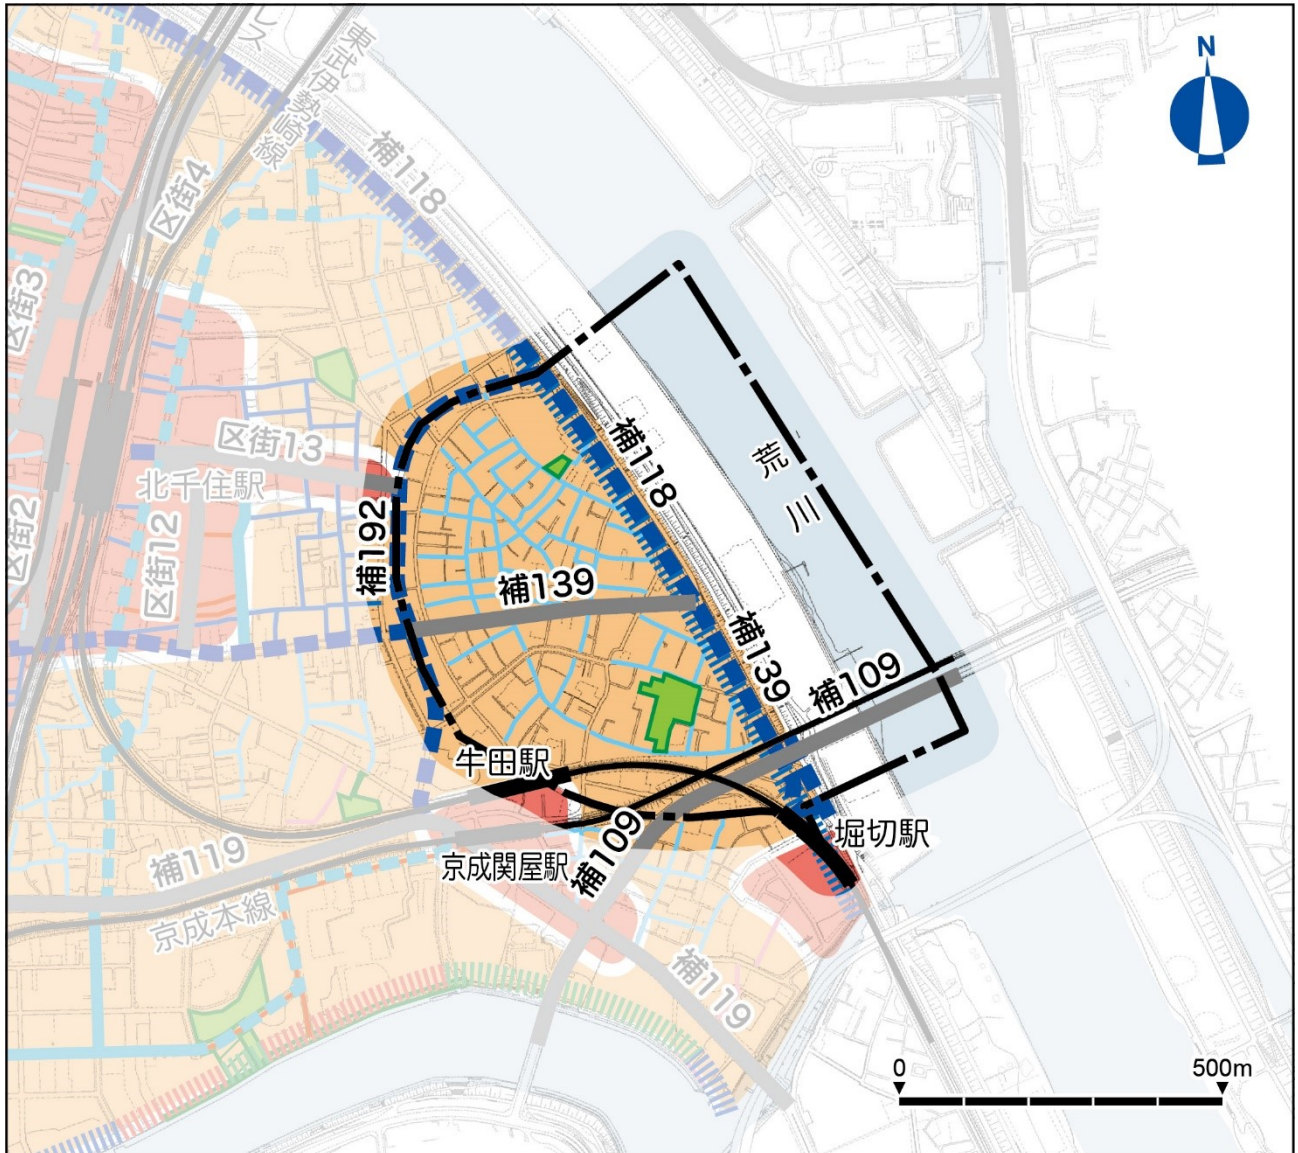 レス
東武伊勢崎線
N
補118
区街4
区街3
区街13
北千住駅
区街2
区街12
補192
補118
荒川
補139
補139
補109
牛田駅
堀切駅
補119
京成関屋駅
補109
京成本線
補119
0
500m